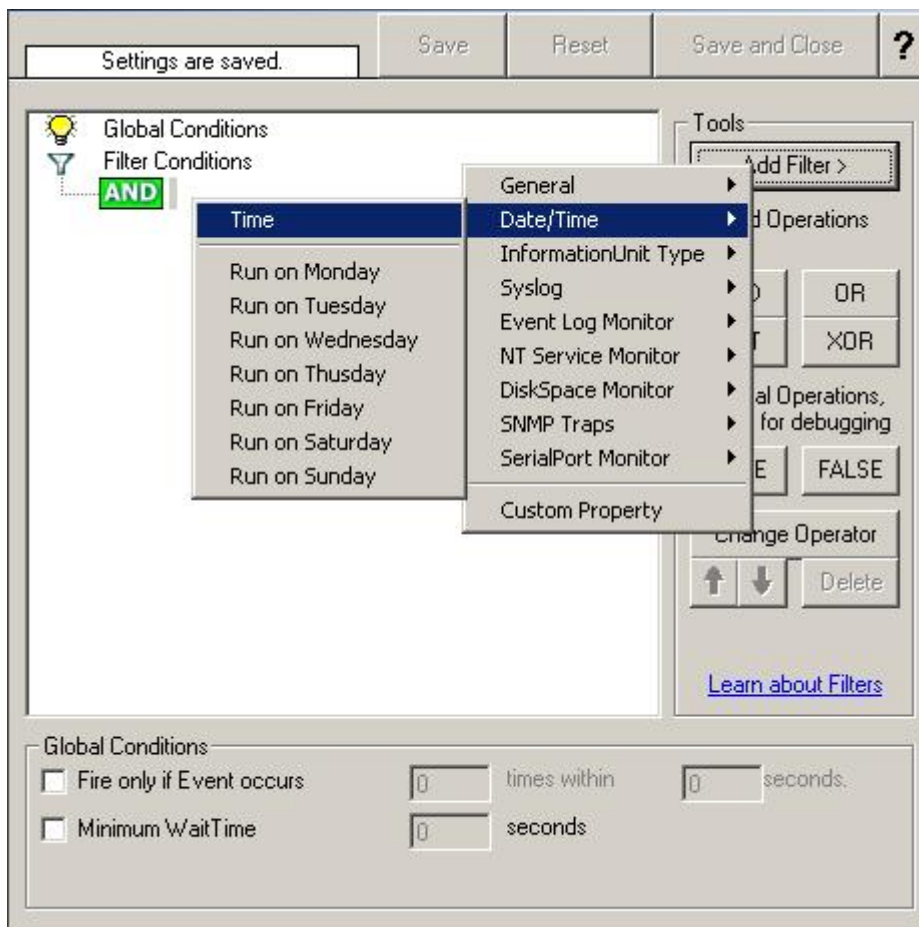 Settings are saved.
Save
Reset
Save and Close
?
Global Conditions
Filter Conditions
AND
Time
Run on Monday
Run on Tuesday
Run on Wednesday
Run on Thusday
Run on Friday
Run on Saturday
Run on Sunday
General
Date/Time
InformationUnit Type
Syslog
Event Log Monitor
NT Service Monitor
DiskSpace Monitor
SNMP Traps
SerialPort Monitor
Custom Property
Tools
Add Filter >
Operations
OR
XOR
al Operations,
for debugging
E
FALSE
Change Operator
Delete
Learn about Filters
Global Conditions
Fire only if Event occurs
0
times within
0
seconds.
Minimum WaitTime
0
seconds